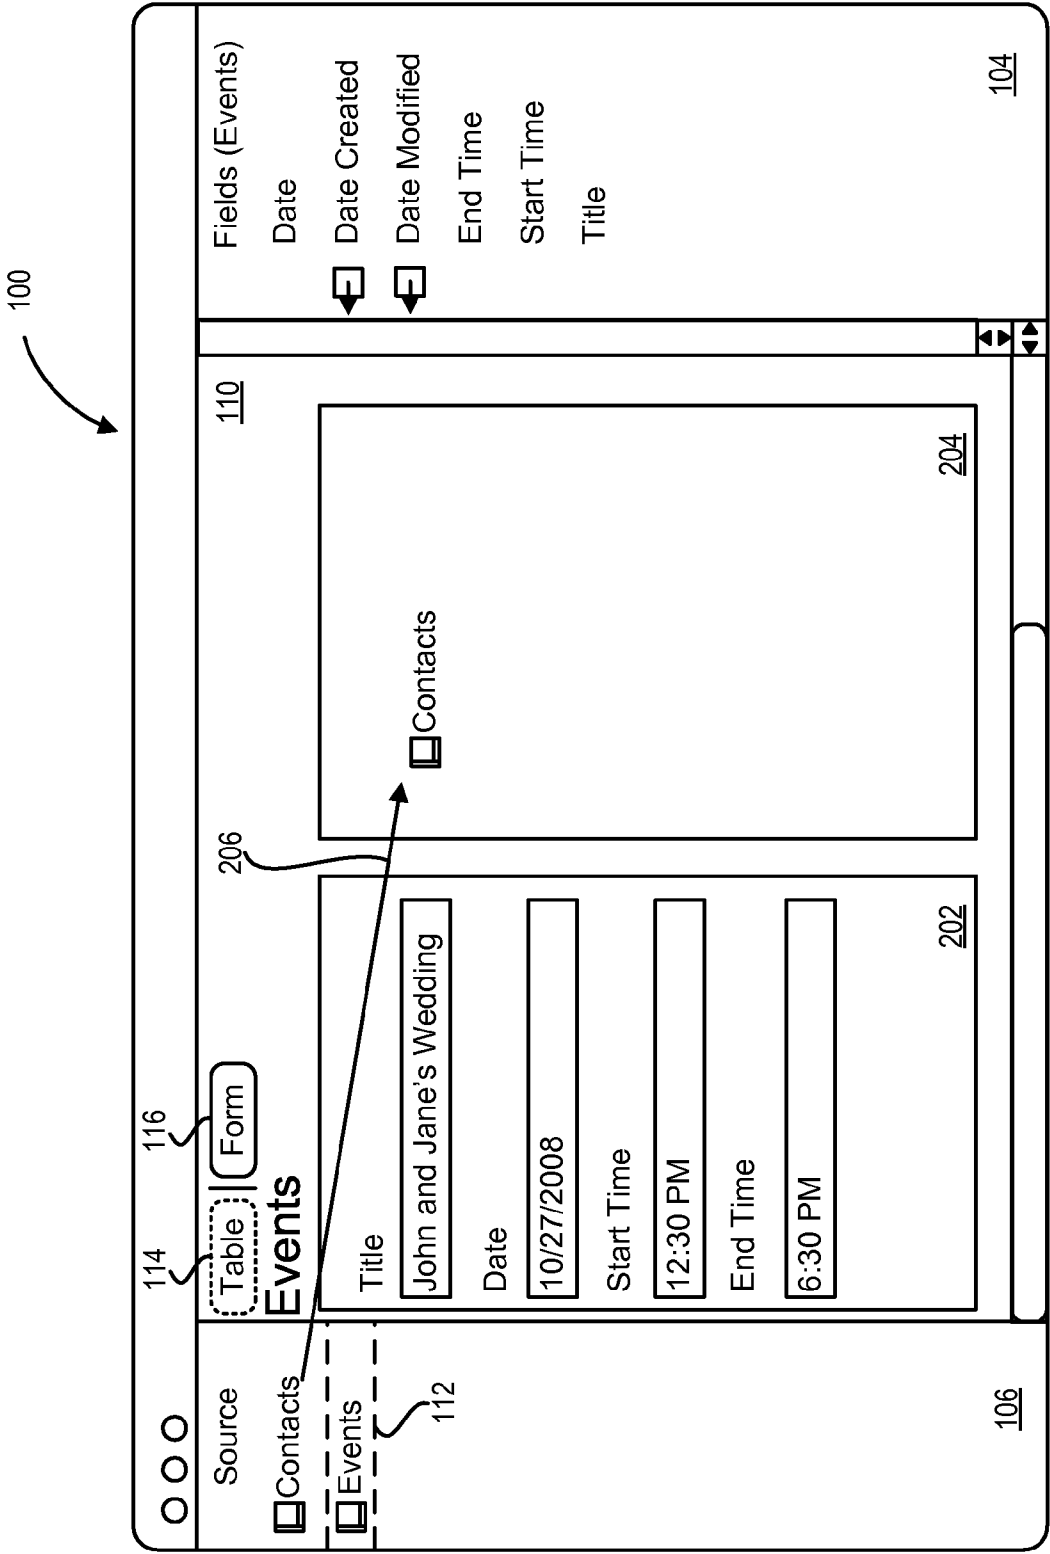 100
114
116
Source
Table
Form
206
110
Fields (Events)
Contacts
Events
Events
112
Title
John and Jane's Wedding
Date
10/27/2008
Start Time
12:30 PM
End Time
6:30 PM
202
Contacts
204
Date
Date Created
Date Modified
End Time
Start Time
Title
106
104